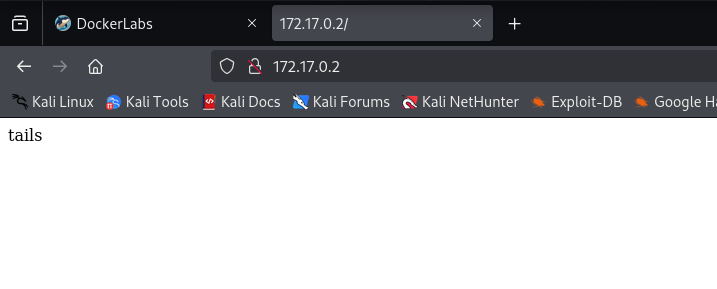 DockerLabs
172.17.0.2/
172.17.0.2
Kali Linux
Kali Tools
Kali Docs
Kali Forums
Kali NetHunter
Exploit-DB
Google Ha
tails